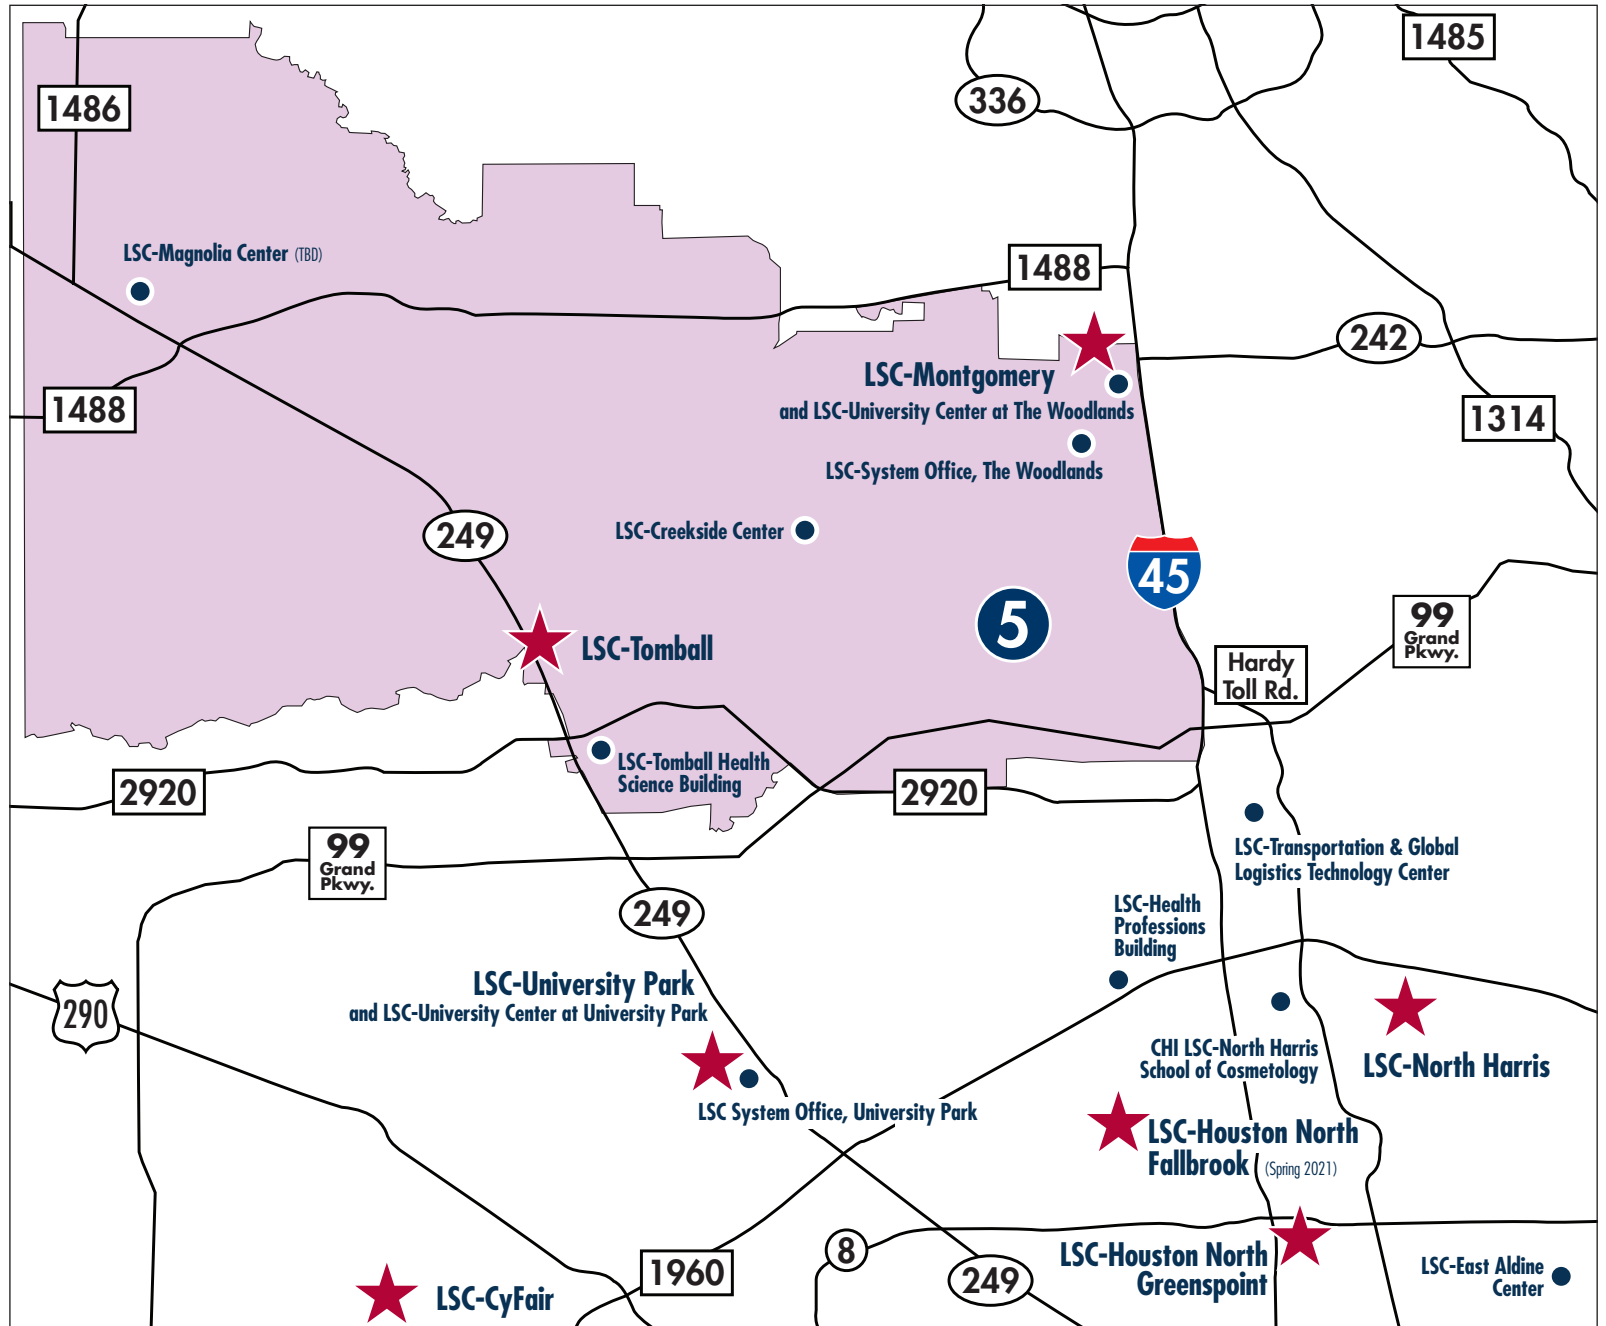 1485
336
1486
LSC-Magnolia Center (TBD)
1488
242
LSC-Montgomery
and LSC-University Center at The Woodlands
1488
1314
LSC-System Office, The Woodlands
249
LSC-Creekside Center
45
5
99
Grand
Pkwy.
LSC-Tomball
Hardy
Toll Rd.
LSC-Tomball Health
Science Building
2920
2920
99
Grand
Pkwy.
LSC-Transportation & Global
Logistics Technology Center
249
LSC-Health
Professions
Building
LSC-University Park
and LSC-University Center at University Park
290
CHI LSC-North Harris
School of Cosmetology
LSC-North Harris
LSC System Office, University Park
LSC-Houston North
Fallbrook (Spring 2021)
8
LSC-Houston North
Greenspoint
1960
249
LSC-East Aldine
Center
LSC-CyFair